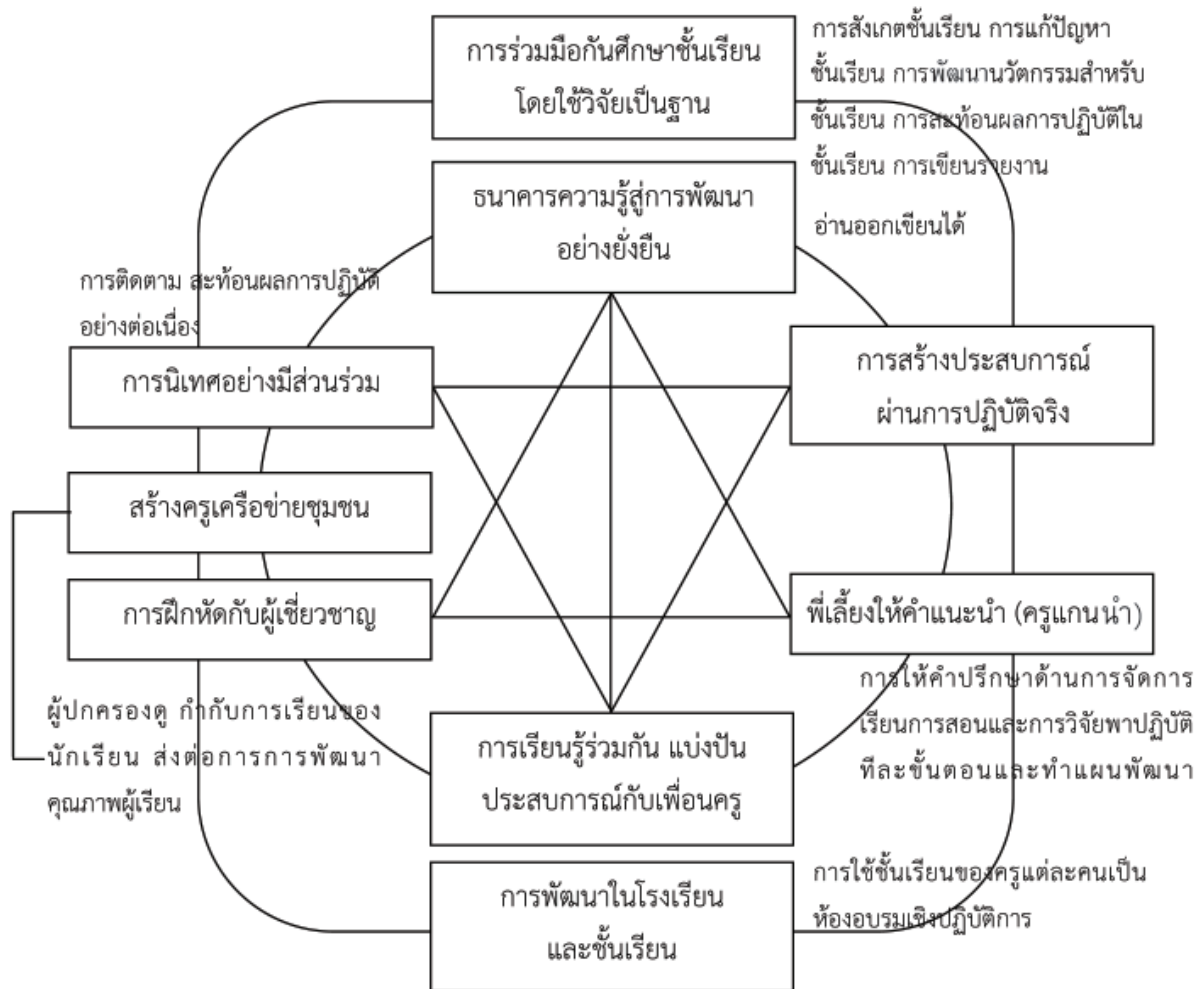 การร่วมมือกันศึกษาชั้นเรียน
โดยใช้วิจัยเป็นฐาน
การสังเกตชั้นเรียน การแก้ปัญหา
ชั้นเรียน การพัฒนานวัตกรรมสำหรับ
ชั้นเรียน การสะท้อนผลการปฏิบัติใน
ชั้นเรียน การเขียนรายงาน
ธนาคารความรู้สู่การพัฒนา
อย่างยั่งยืน
อ่านออกเขียนได้
การติดตาม สะท้อนผลการปฏิบัติ
อย่างต่อเนื่อง
การนิเทศอย่างมีส่วนร่วม
การสร้างประสบการณ์
ผ่านการปฏิบัติจริง
สร้างครูเครือข่ายชุมชน
การฝึกหัดกับผู้เชี่ยวชาญ
พี่เลี้ยงให้คำแนะนำ (ครูแกนนำ)
ผู้ปกครองดู กำกับการเรียนของ
นักเรียน ส่งต่อการการพัฒนา
คุณภาพผู้เรียน
การให้คำปรึกษาด้านการจัดการ
เรียนการสอนและการวิจัยพาปฏิบัติ
ทีละขั้นตอนและทำแผนพัฒนา
การเรียนรู้ร่วมกัน แบ่งปัน
ประสบการณ์กับเพื่อนครู
การพัฒนาในโรงเรียน
และชั้นเรียน
การใช้ชั้นเรียนของครูแต่ละคนเป็น
ห้องอบรมเชิงปฏิบัติการ